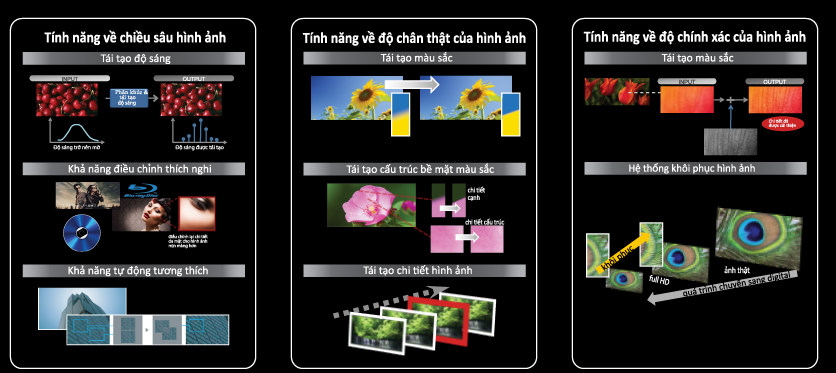 Tính năng về chiều sâu hình ảnh
Tái tạo độ sáng
INPUT
OUTPUT
Phân khúc &
tái tạo
độ sáng
Độ sáng trở nên mờ
Độ sáng được tái tạo
Khả năng điều chỉnh thích nghi
Blu-ray Disc
điều chỉnh lại chi tiết
da mặt cho hình ảnh
mịn màng hơn
Khả năng tự động tương thích
Tính năng về độ chân thật của hình ảnh
Tái tạo màu sắc
Tái tạo cấu trúc bề mặt màu sắc
chi tiết
cạnh
chi tiết cấu trúc
Tái tạo chi tiết hình ảnh
Tính năng về độ chính xác của hình ảnh
Tái tạo màu sắc
INPUT
OUTPUT
Chi tiết đã
được cải thiện
Hệ thống khôi phục hình ảnh
khôi phục
full HD
ảnh thật
quá trình chuyển sang digital